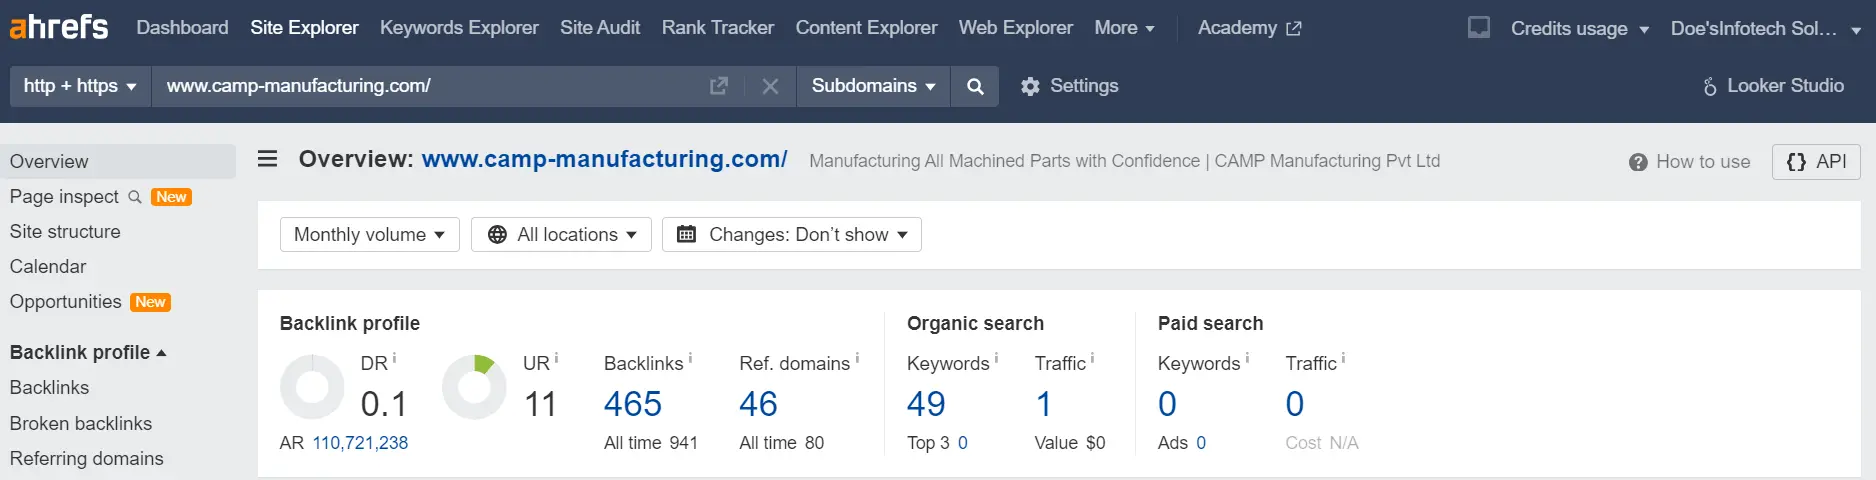 ahrefs Dashboard Site Explorer Keywords Explorer Site Audit Rank Tracker Content Explorer Web Explorer More Academy Credits usage Doe'sInfotech Sol...
http + https www.camp-manufacturing.com/ Subdomains Settings Looker Studio
Overview
Page inspect New
Site structure
Calendar
Opportunities New
Backlink profile
Backlinks
Broken backlinks
Referring domains
Overview: www.camp-manufacturing.com/ Manufacturing All Machined Parts with Confidence | CAMP Manufacturing Pvt Ltd How to use {} API
Monthly volume All locations Changes: Don't show
Backlink profile
DR i UR i Backlinks i Ref. domains i
0.1 11 465 46
AR 110,721,238 All time 941 All time 80
Organic search
Keywords i Traffic i
49 1
Top 3 0 Value $0
Paid search
Keywords i Traffic i
0 0
Ads 0 Cost N/A